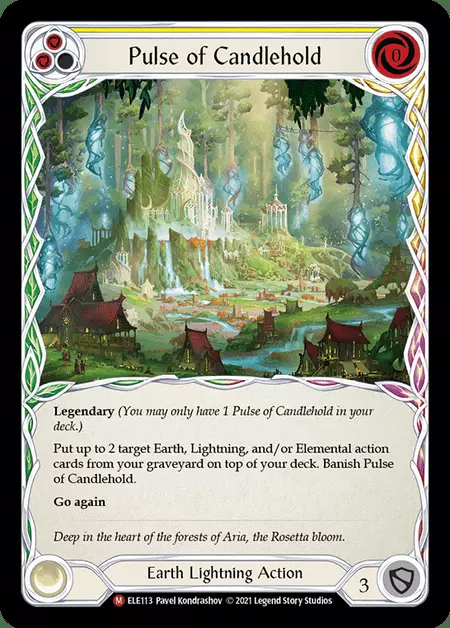 Pulse of Candlehold
0
Legendary (You may only have 1 Pulse of Candlehold in your
deck.)
Put up to 2 target Earth, Lightning, and/or Elemental action
cards from your graveyard on top of your deck. Banish Pulse
of Candlehold.
Go again
Deep in the heart of the forests of Aria, the Rosetta bloom.
Earth Lightning Action
3
M ELE113 Pavel Kondrashov © 2021 Legend Story Studios